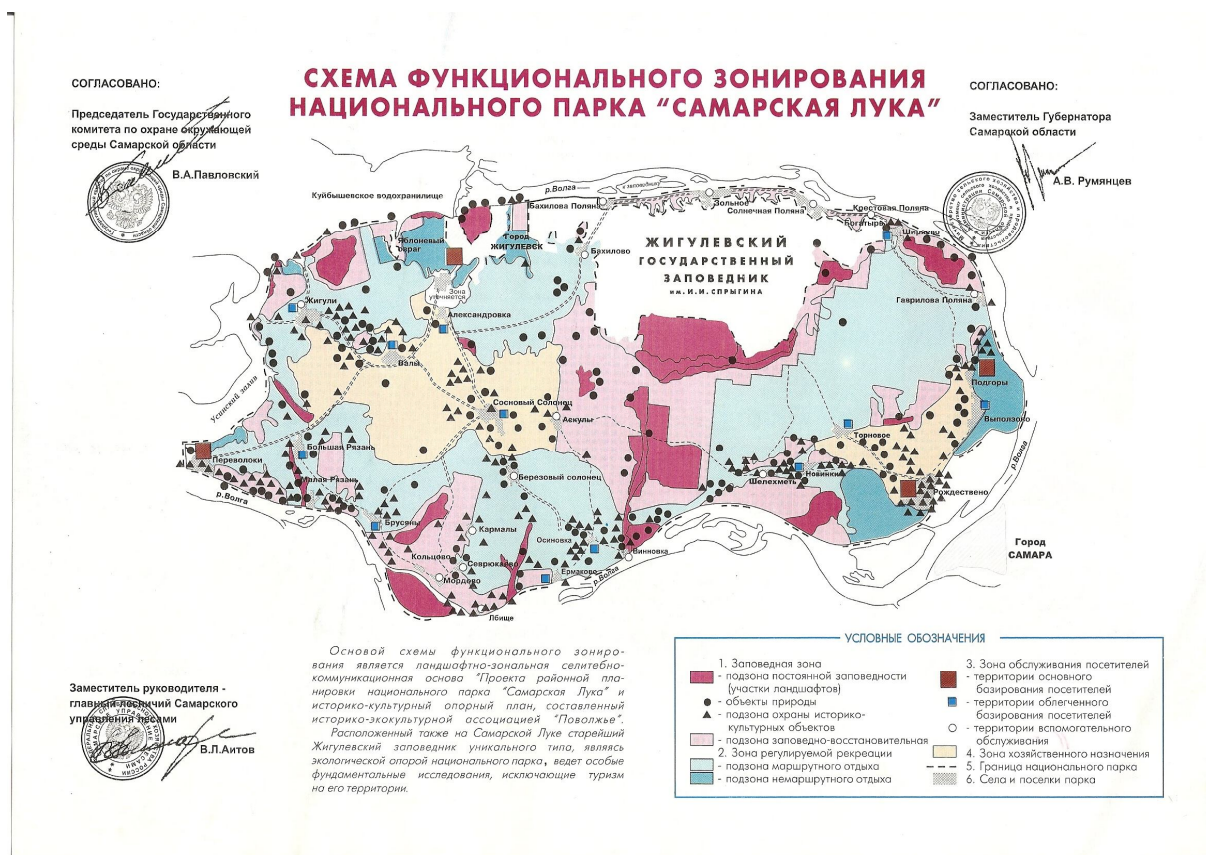 СХЕМА ФУНКЦИОНАЛЬНОГО ЗОНИРОВАНИЯ
НАЦИОНАЛЬНОГО ПАРКА "САМАРСКАЯ ЛУКА"
СОГЛАСОВАНО:
Председатель Государственного
комитета по охране окружающей
среды Самарской области
В.А.Павловский
СОГЛАСОВАНО:
Заместитель Губернатора
Самарской области
А.В. Румянцев
Куйбышевское водохранилище
р.Волга
Бахилова Поляна
Зольное
Солнечная Поляна
Крестовая Поляна
Богатырь
Ширяево
Яблоневый
овраг
Город
ЖИГУЛЕВСК
Бахилово
ЖИГУЛЕВСКИЙ
ГОСУДАРСТВЕННЫЙ
ЗАПОВЕДНИК
им. И.И. СПРЫГИНА
Зона
уточняется
Жигули
Александровка
Гаврилова Поляна
Валы
Подгоры
Усинский залив
Сосновый Солонец
Аскулы
Выползово
Торновое
Большая Рязань
Переволоки
Малая Рязань
Березовый солонец
Шелехметь
Новинки
Рождествено
р.Волга
р.Волга
Брусяны
Кармалы
Осиновка
Винновка
Город
САМАРА
Кольцово
Севрюкаево
Мордово
Ермаково
р.Волга
Лбище
Основой схемы функционального зониро-
вания является ландшафтно-зональная селитебно-
коммуникационная основа "Проекта районной пла-
нировки национального парка "Самарская Лука" и
историко-культурный опорный план, составленный
историко-экокультурной ассоциацией "Поволжье".
Расположенный также на Самарской Луке старейший
Жигулевский заповедник уникального типа, являясь
экологической опорой национального парка, ведет особые
фундаментальные исследования, исключающие туризм
на его территории.
Заместитель руководителя -
главный лесничий Самарского
управления лесами
В.Л.Аитов
УСЛОВНЫЕ ОБОЗНАЧЕНИЯ
1. Заповедная зона
- подзона постоянной заповедности
(участки ландшафтов)
- объекты природы
- подзона охраны историко-
культурных объектов
- подзона заповедно-восстановительная
2. Зона регулируемой рекреации
- подзона маршрутного отдыха
- подзона немаршрутного отдыха
3. Зона обслуживания посетителей
- территории основного
базирования посетителей
- территории облегченного
базирования посетителей
- территории вспомогательного
обслуживания
4. Зона хозяйственного назначения
5. Граница национального парка
6. Села и поселки парка